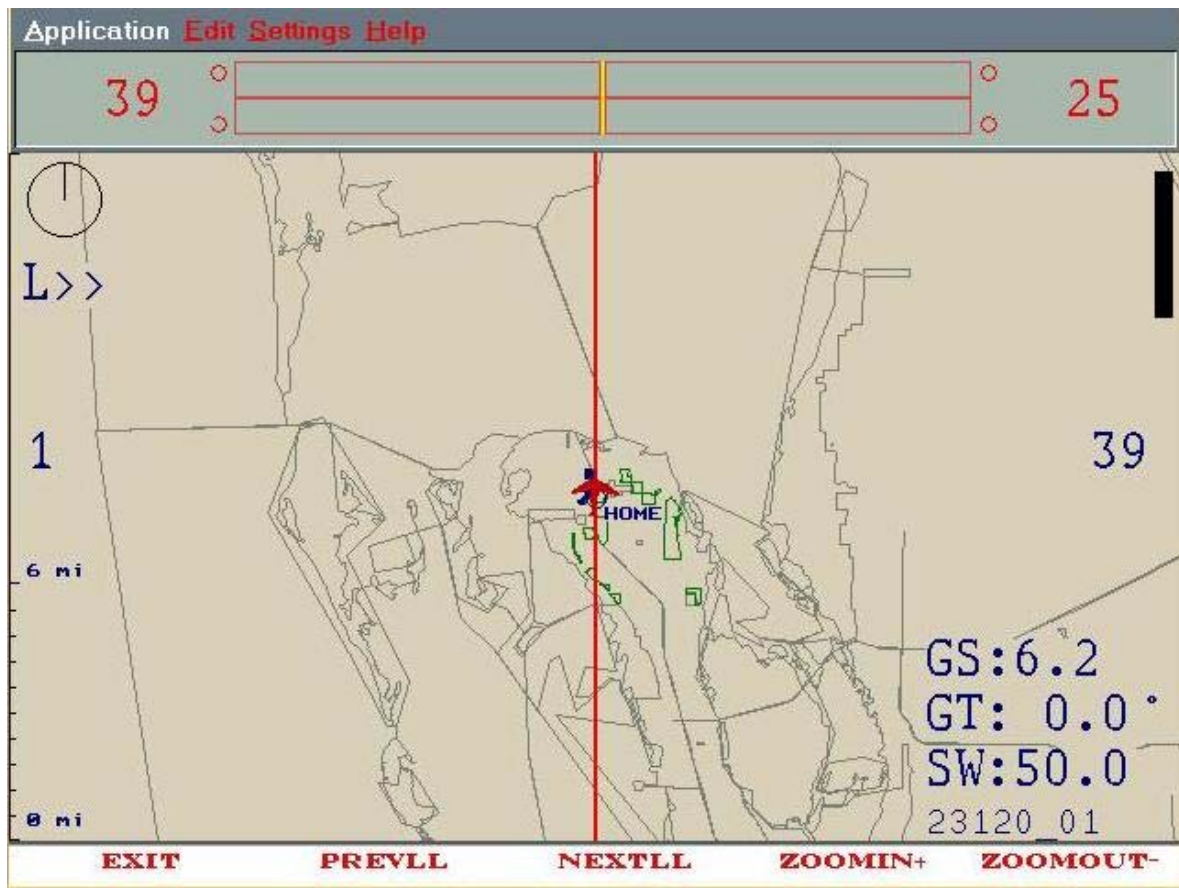 Application Edit Settings Help
39 25
L>>
1 39
HOME
6 mi
GS:6.2
GT: 0.0°
SW:50.0
0 mi 23120_01
EXIT PREVLL NEXTLL ZOOMIN+ ZOOMOUT-